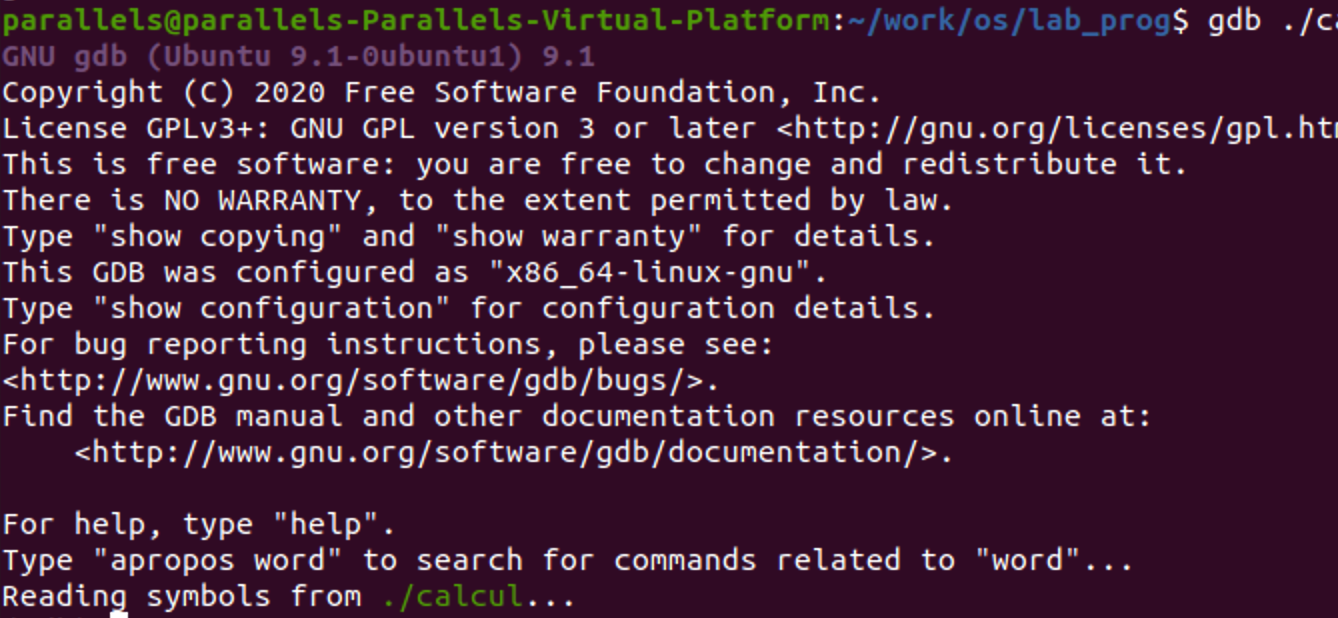 parallels@parallels-Parallels-Virtual-Platform:~/work/os/lab_prog$ gdb ./ca
GNU gdb (Ubuntu 9.1-0ubuntu1) 9.1
Copyright (C) 2020 Free Software Foundation, Inc.
License GPLv3+: GNU GPL version 3 or later <http://gnu.org/licenses/gpl.htm
This is free software: you are free to change and redistribute it.
There is NO WARRANTY, to the extent permitted by law.
Type "show copying" and "show warranty" for details.
This GDB was configured as "x86_64-linux-gnu".
Type "show configuration" for configuration details.
For bug reporting instructions, please see:
<http://www.gnu.org/software/gdb/bugs/>.
Find the GDB manual and other documentation resources online at:
    <http://www.gnu.org/software/gdb/documentation/>.

For help, type "help".
Type "apropos word" to search for commands related to "word"...
Reading symbols from ./calcul...